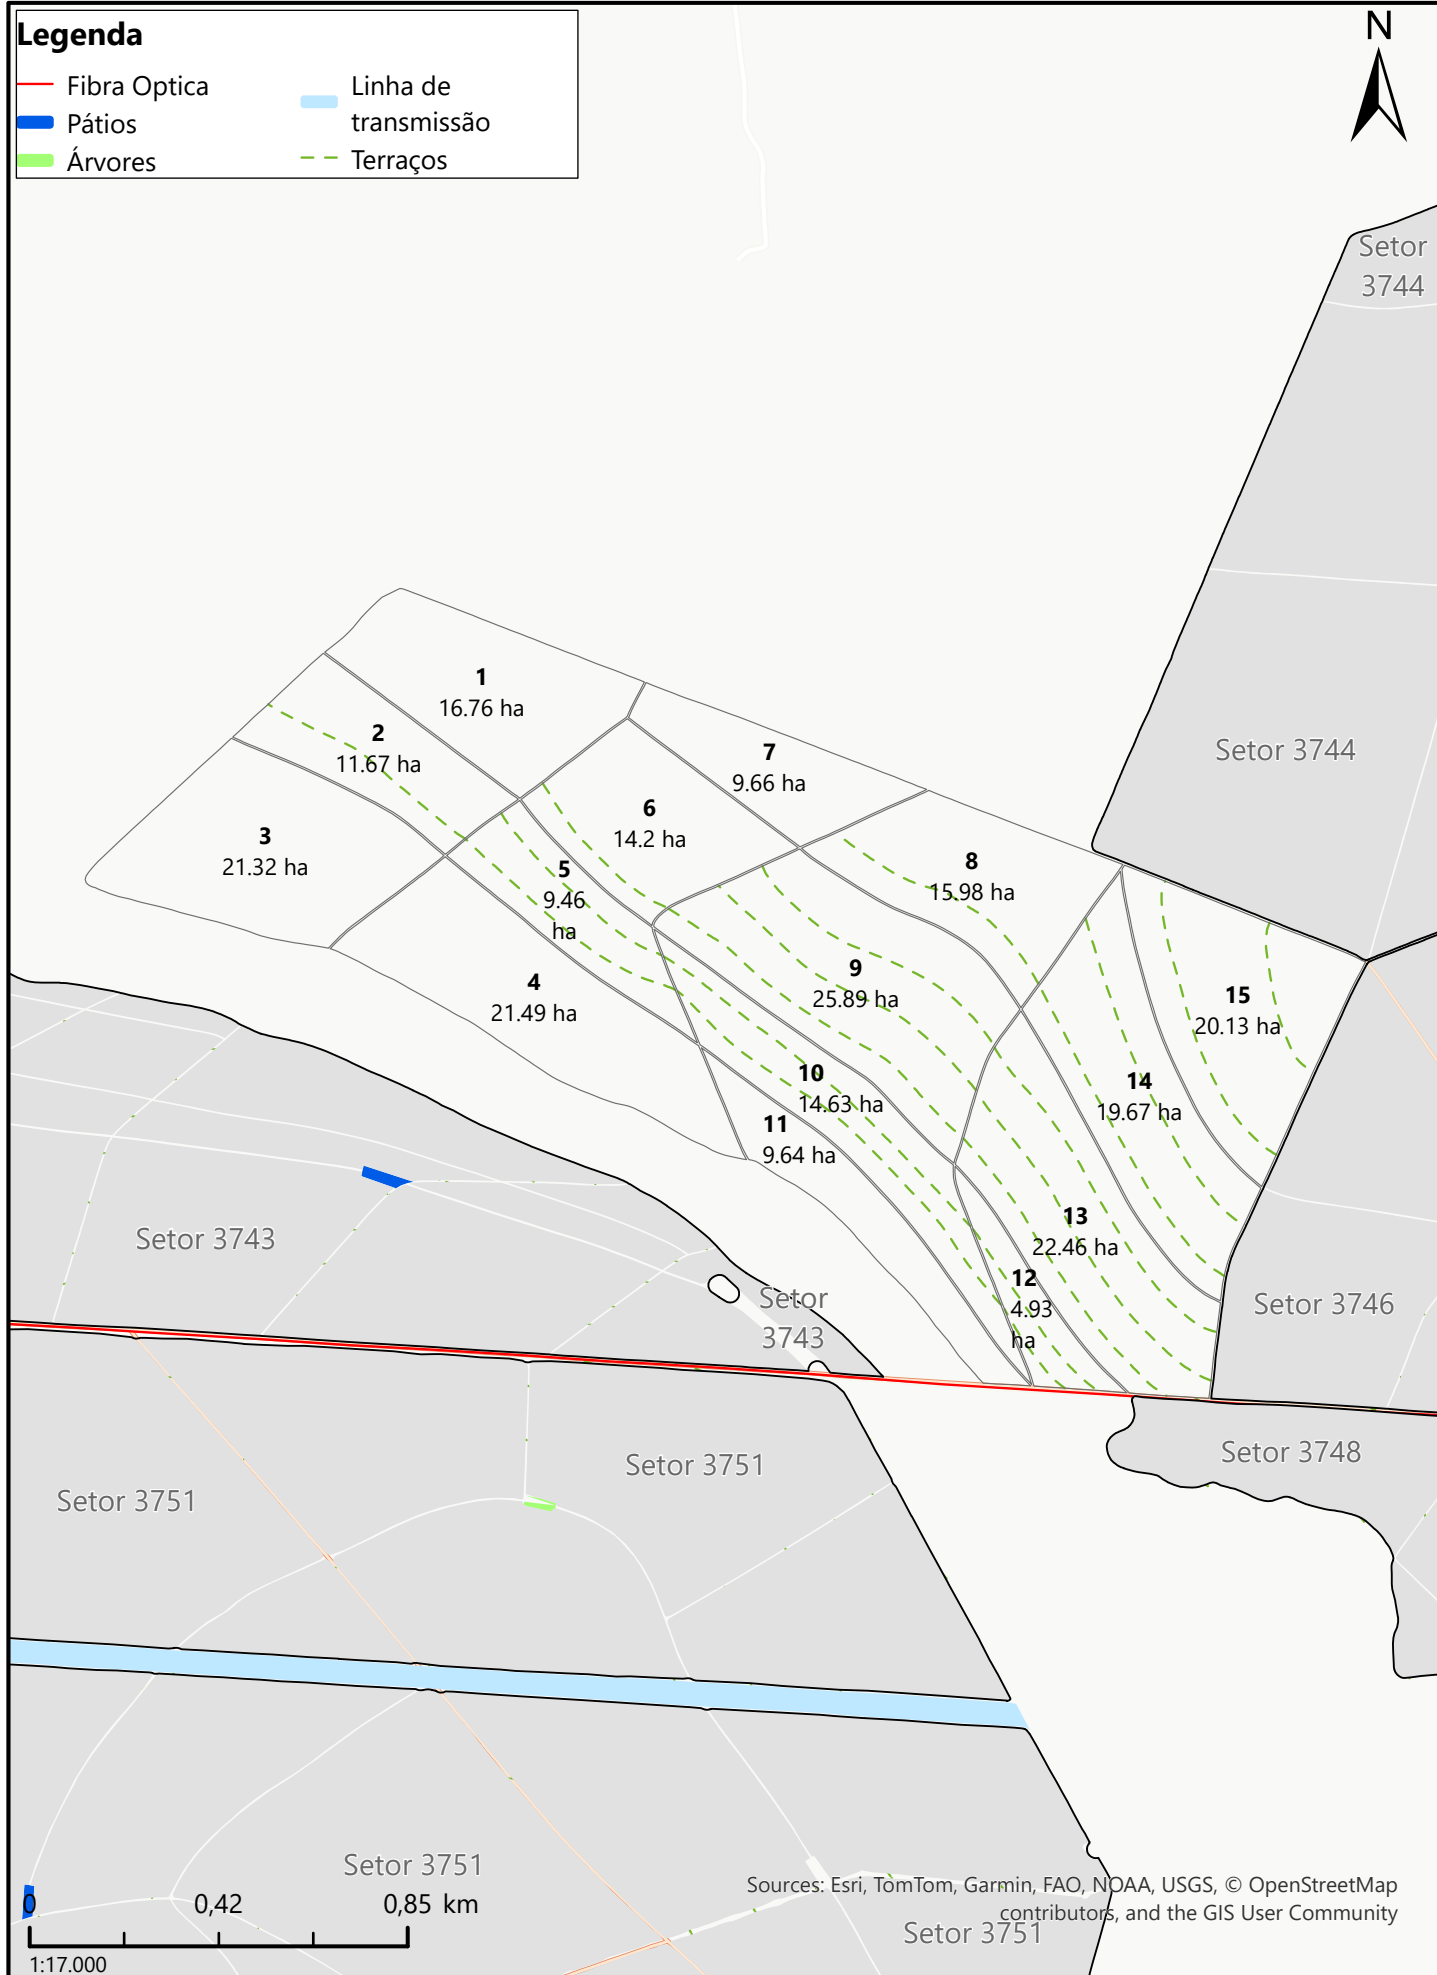 Legenda
Fibra Optica
Pátios
Árvores
Linha de
transmissão
Terraços
N
Setor
3744
Setor 3744
1
16.76 ha
2
11.67 ha
3
21.32 ha
4
21.49 ha
5
9.46
ha
6
14.2 ha
7
9.66 ha
8
15.98 ha
9
25.89 ha
10
14.63 ha
11
9.64 ha
12
4.93
ha
13
22.46 ha
14
19.67 ha
15
20.13 ha
Setor 3743
Setor
3743
Setor 3746
Setor 3748
Setor 3751
Setor 3751
Setor 3751
Setor 3751
0
0,42
0,85 km
1:17.000
Sources: Esri, TomTom, Garmin, FAO, NOAA, USGS, © OpenStreetMap
contributors, and the GIS User Community